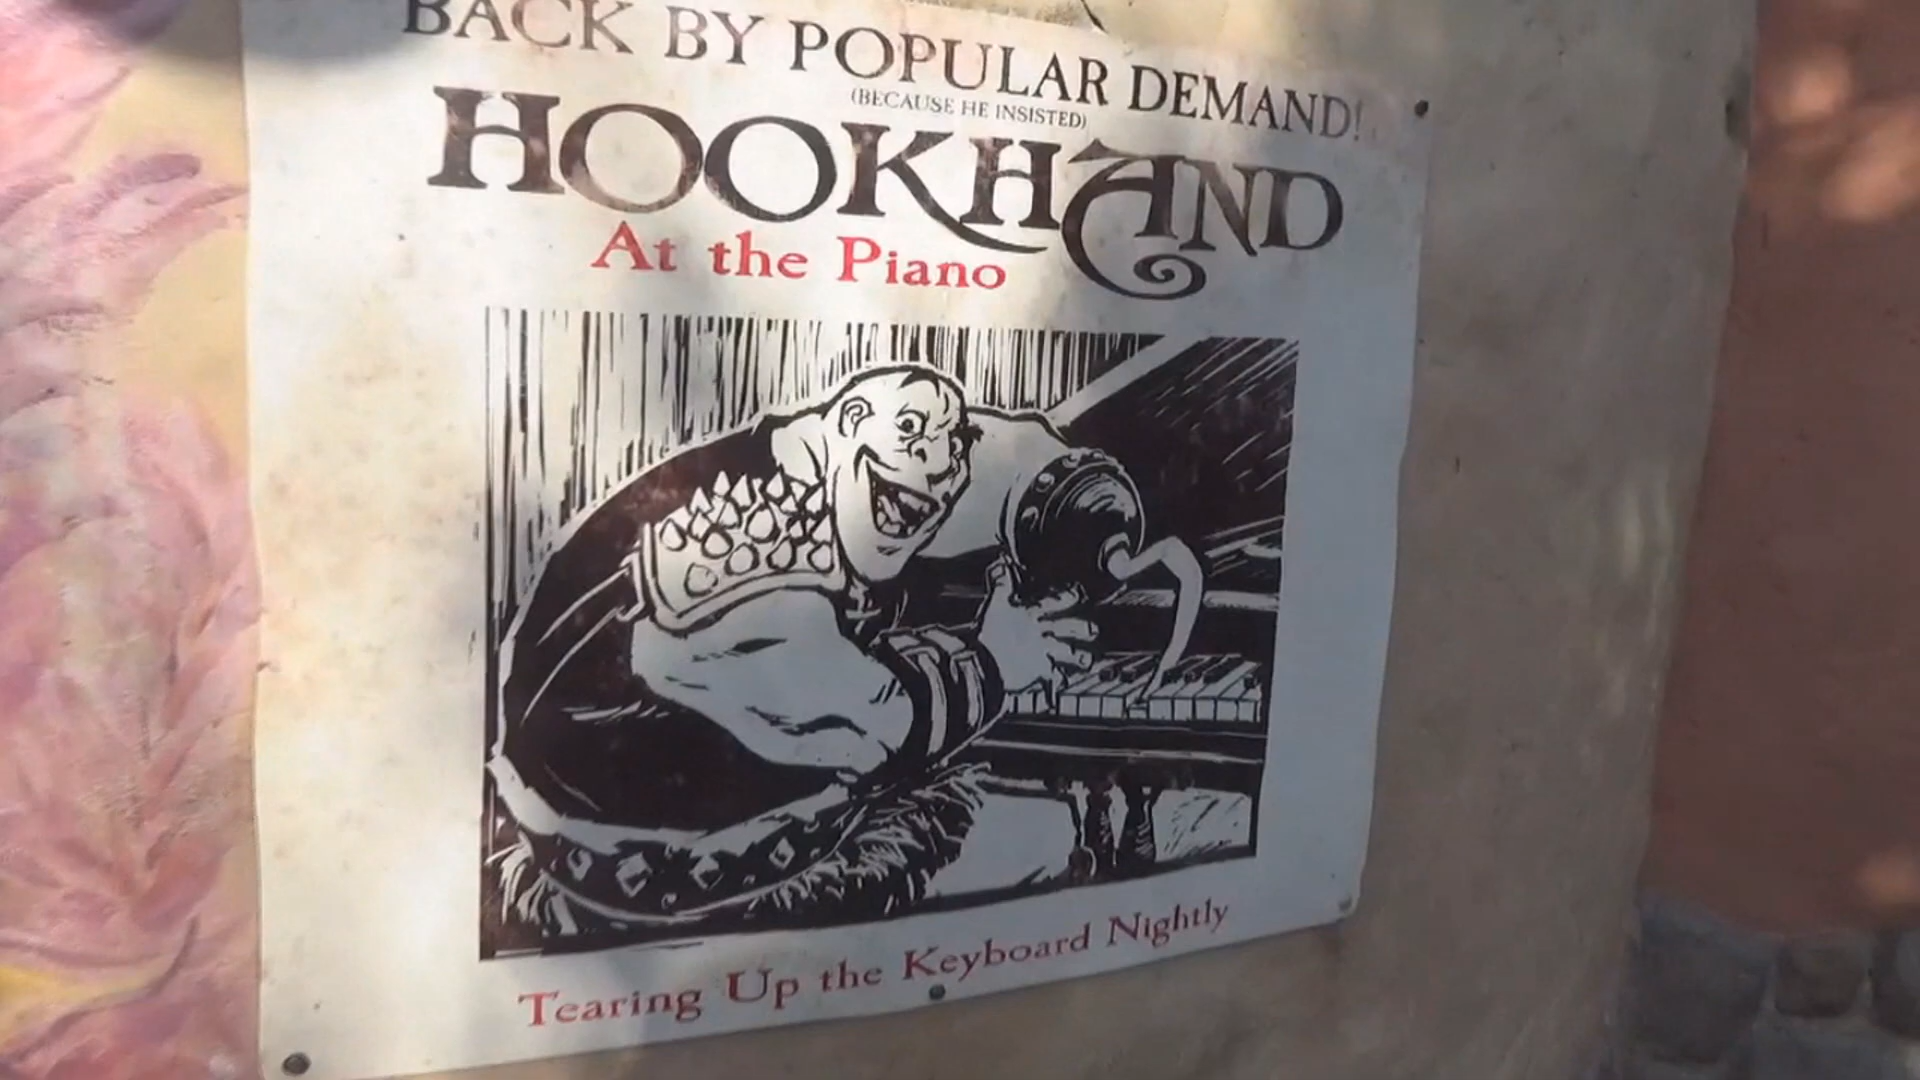 BACK BY POPULAR DEMAND!
(BECAUSE HE INSISTED)
HOOKHAND
At the Piano
Tearing Up the Keyboard Nightly